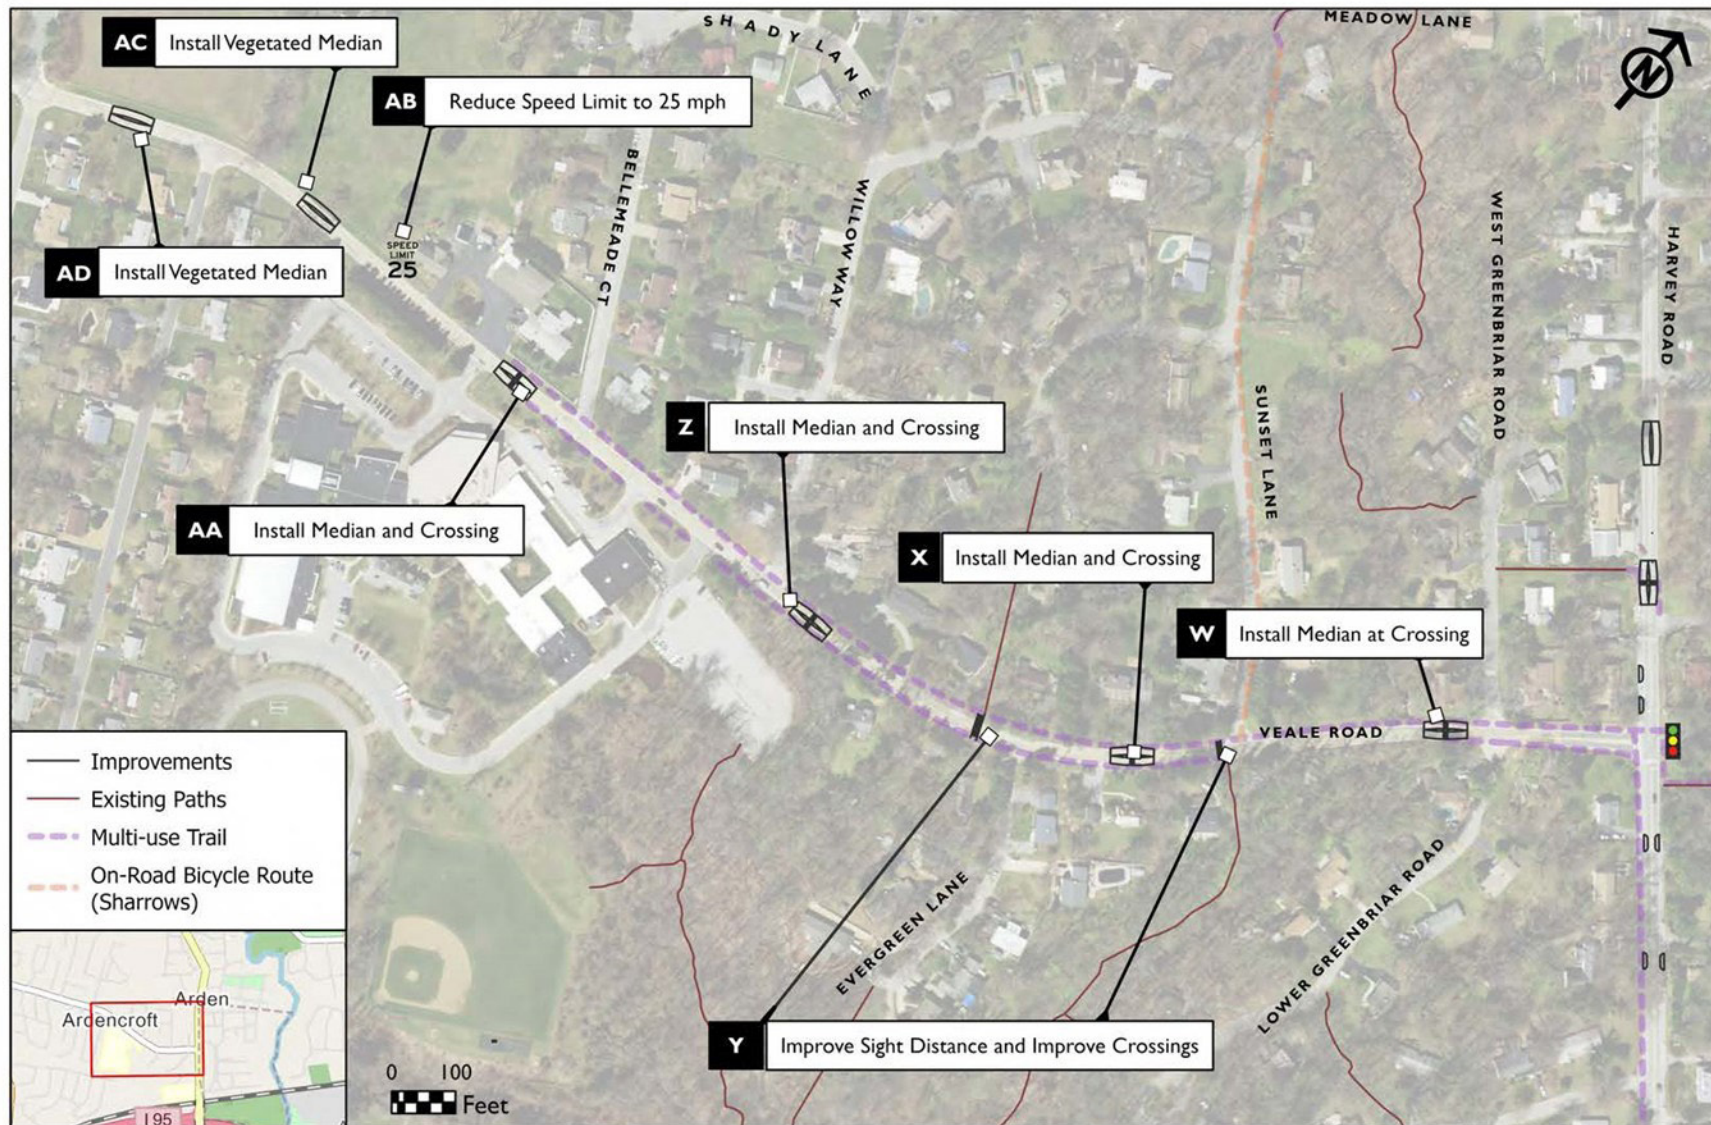 SHADY LANE
MEADOW LANE
N
AC Install Vegetated Median
AB Reduce Speed Limit to 25 mph
SPEED
LIMIT
25
AD Install Vegetated Median
BELLEMEADE CT
WILLOW WAY
WEST GREENBRIAR ROAD
HARVEY ROAD
SUNSET LANE
Z Install Median and Crossing
AA Install Median and Crossing
X Install Median and Crossing
W Install Median at Crossing
VEALE ROAD
EVERGREEN LANE
LOWER GREENBRIAR ROAD
Y Improve Sight Distance and Improve Crossings
Improvements
Existing Paths
Multi-use Trail
On-Road Bicycle Route
(Sharrows)
Arden
Ardencroft
I 95
0 100
Feet